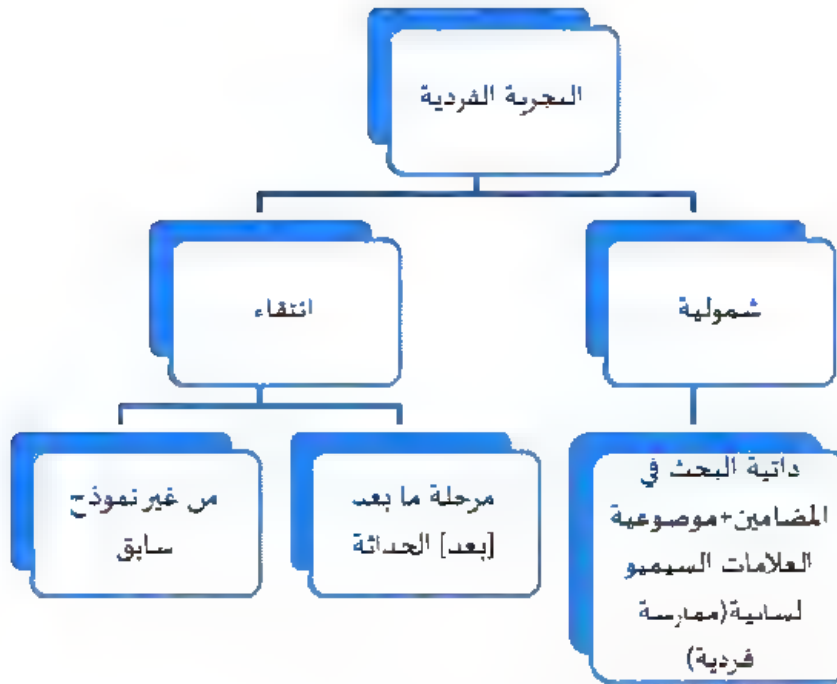 التجربة الفردية
شمولية
انتقاء
ذاتية البحث في
المضامين+موضوعية
العلامات السيميو
لسانية(ممارسة
فردية)
مرحلة ما بعد
[بعد] الحداثة
من غير نموذج
سابق